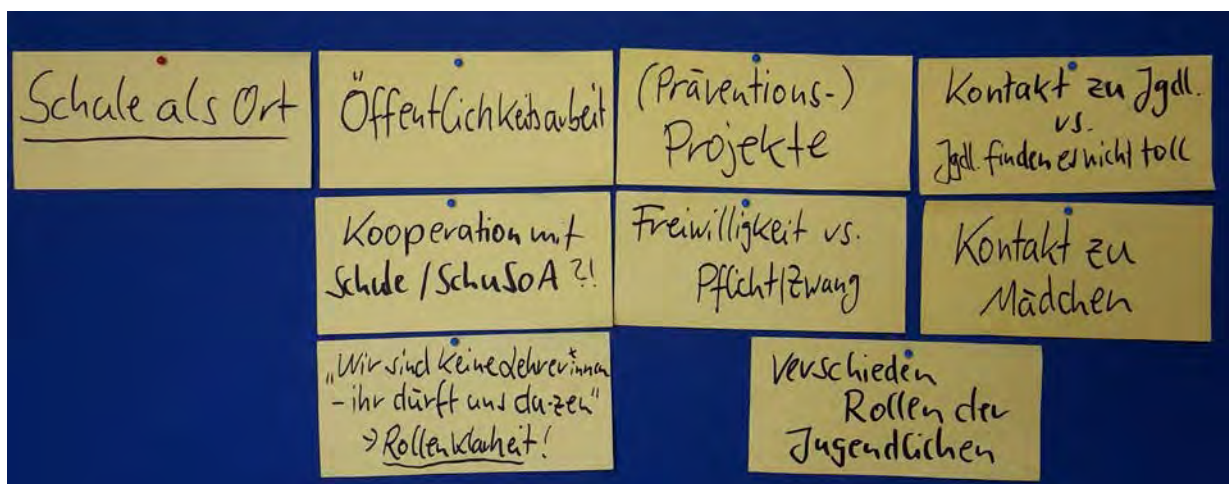 Schule als Ort
Öffentlichkeitsarbeit
(Präventions-)
Projekte
Kontakt zu Jgdl.
vs.
Jgdl. finden es nicht toll
Kooperation mit
Schule / SchuSoA ?!
Freiwilligkeit vs.
Pflicht/Zwang
Kontakt zu
Mädchen
„Wir sind keine Lehrer*innen
- ihr dürft uns du-zen"
→ Rollenklarheit!
Verschieden
Rollen der
Jugendlichen